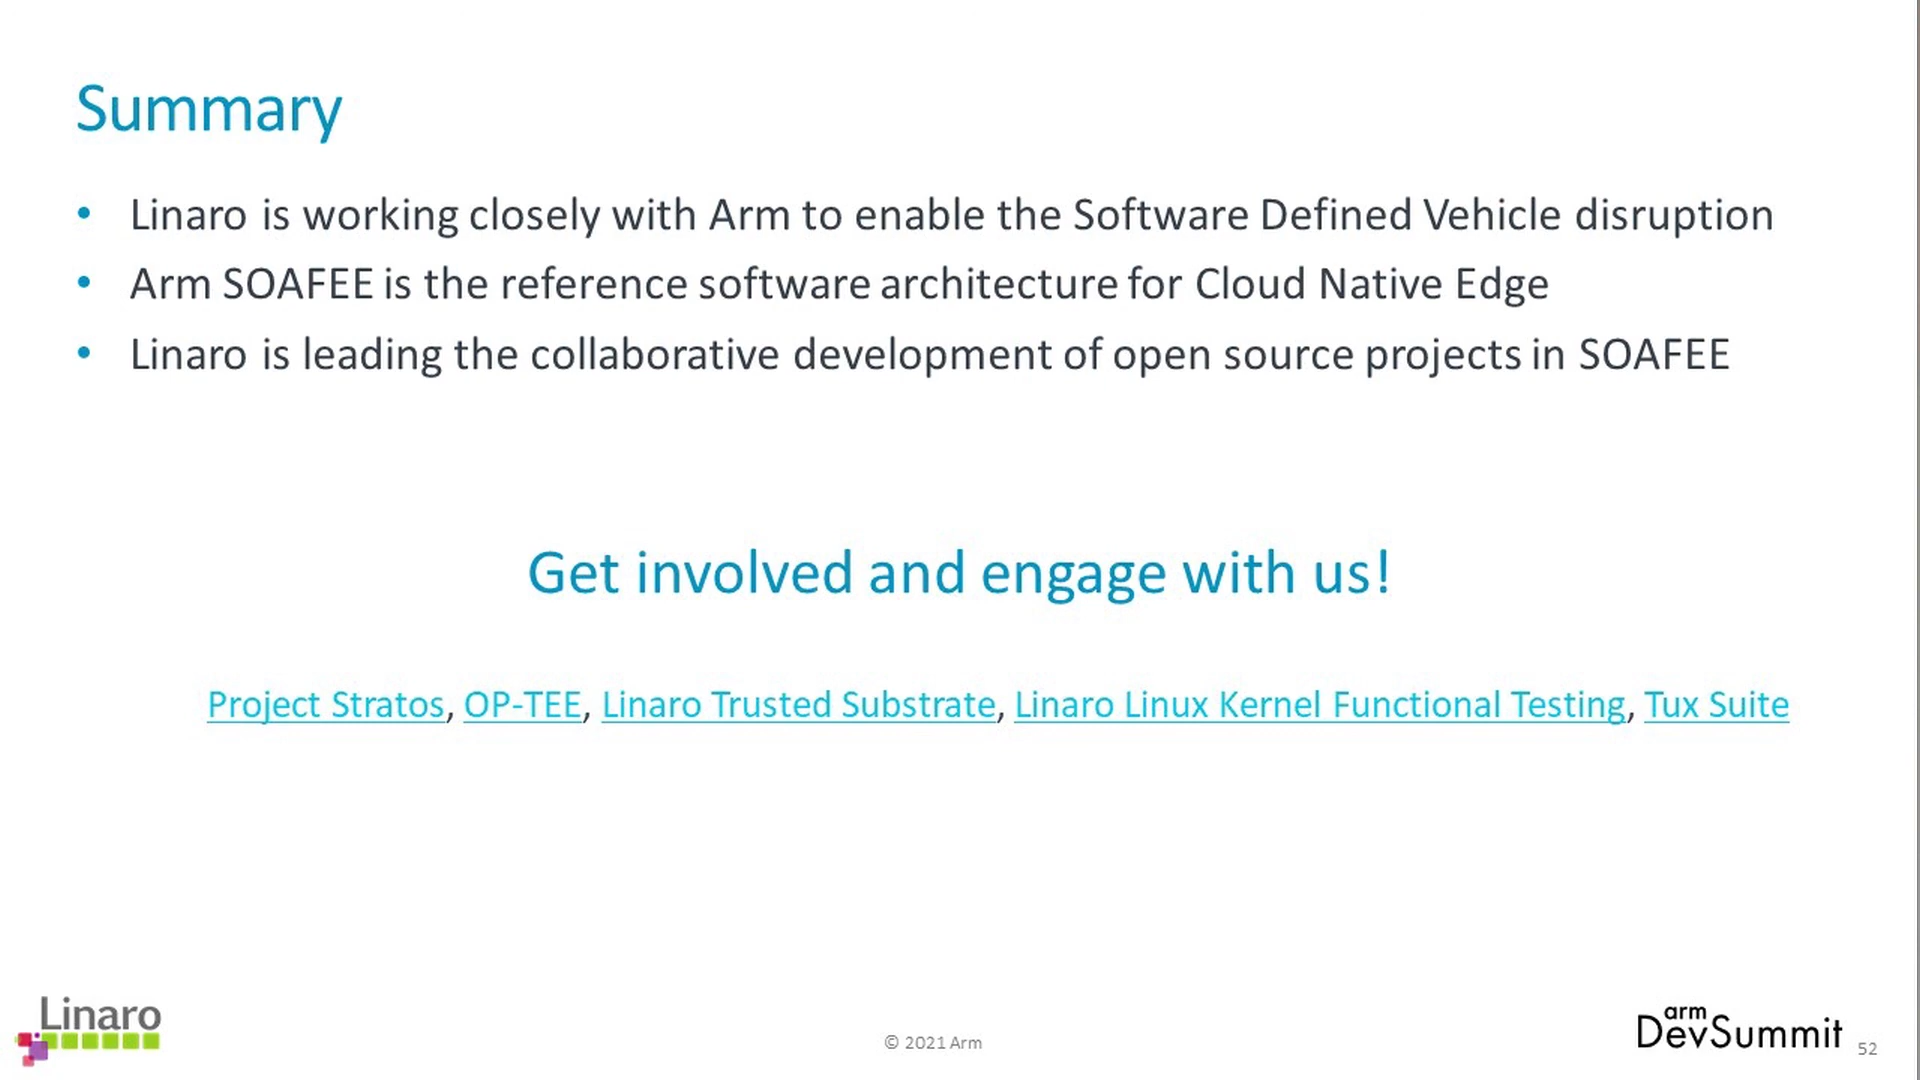 Summary
• Linaro is working closely with Arm to enable the Software Defined Vehicle disruption
• Arm SOAFEE is the reference software architecture for Cloud Native Edge
• Linaro is leading the collaborative development of open source projects in SOAFEE
Get involved and engage with us!
Project Stratos, OP-TEE, Linaro Trusted Substrate, Linaro Linux Kernel Functional Testing, Tux Suite
Linaro
© 2021 Arm
arm
DevSummit
52